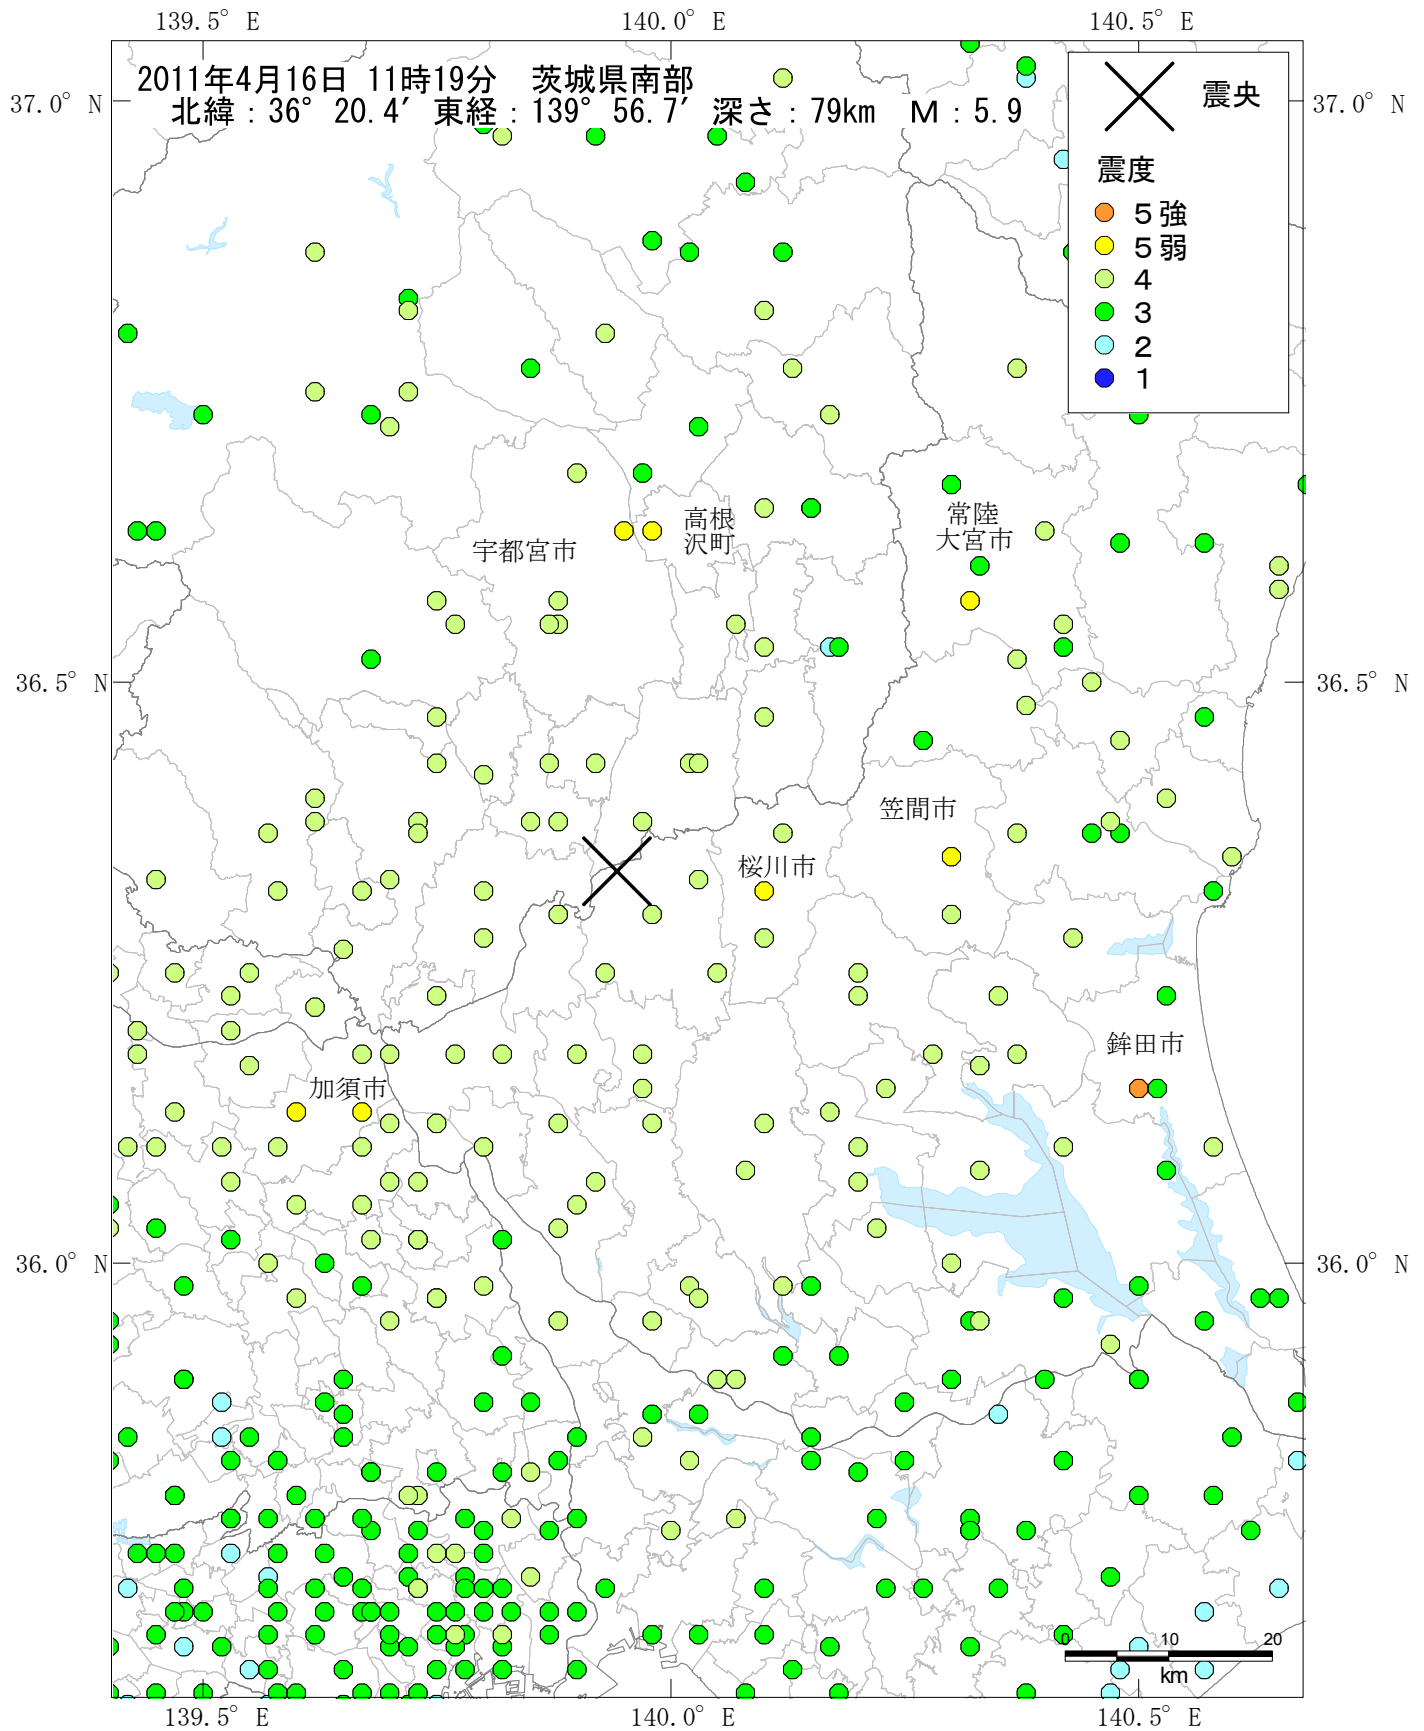 139.5° E 140.0° E 140.5° E
2011年4月16日 11時19分 茨城県南部
北緯：36° 20.4′ 東経：139° 56.7′ 深さ：79km M：5.9
37.0° N 37.0° N
震央
震度
５強
５弱
４
３
２
１
高根
沢町
常陸
大宮市
宇都宮市
36.5° N 36.5° N
笠間市
桜川市
鉾田市
加須市
36.0° N 36.0° N
0 10 20
km
139.5° E 140.0° E 140.5° E